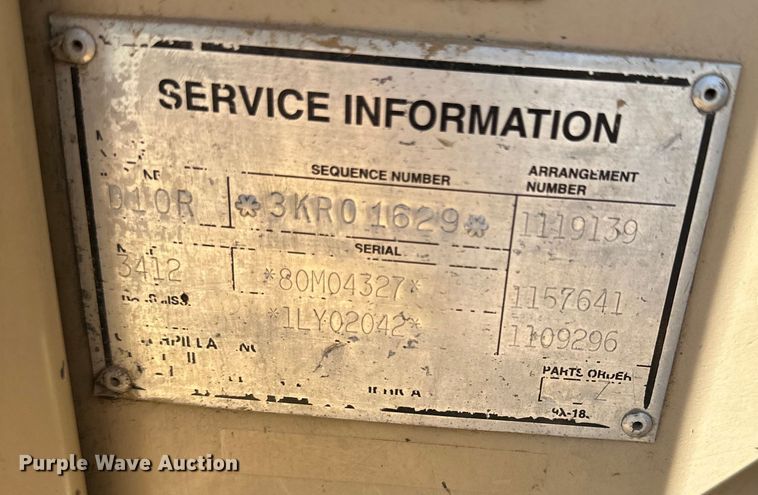 SERVICE INFORMATION
SEQUENCE NUMBER
ARRANGEMENT
NUMBER
D10R *3KR01629* 1119139
SERIAL
3412 *80M04327* 1157641
*1LY02042* 1109296
PARTS ORDER
Purple Wave Auction